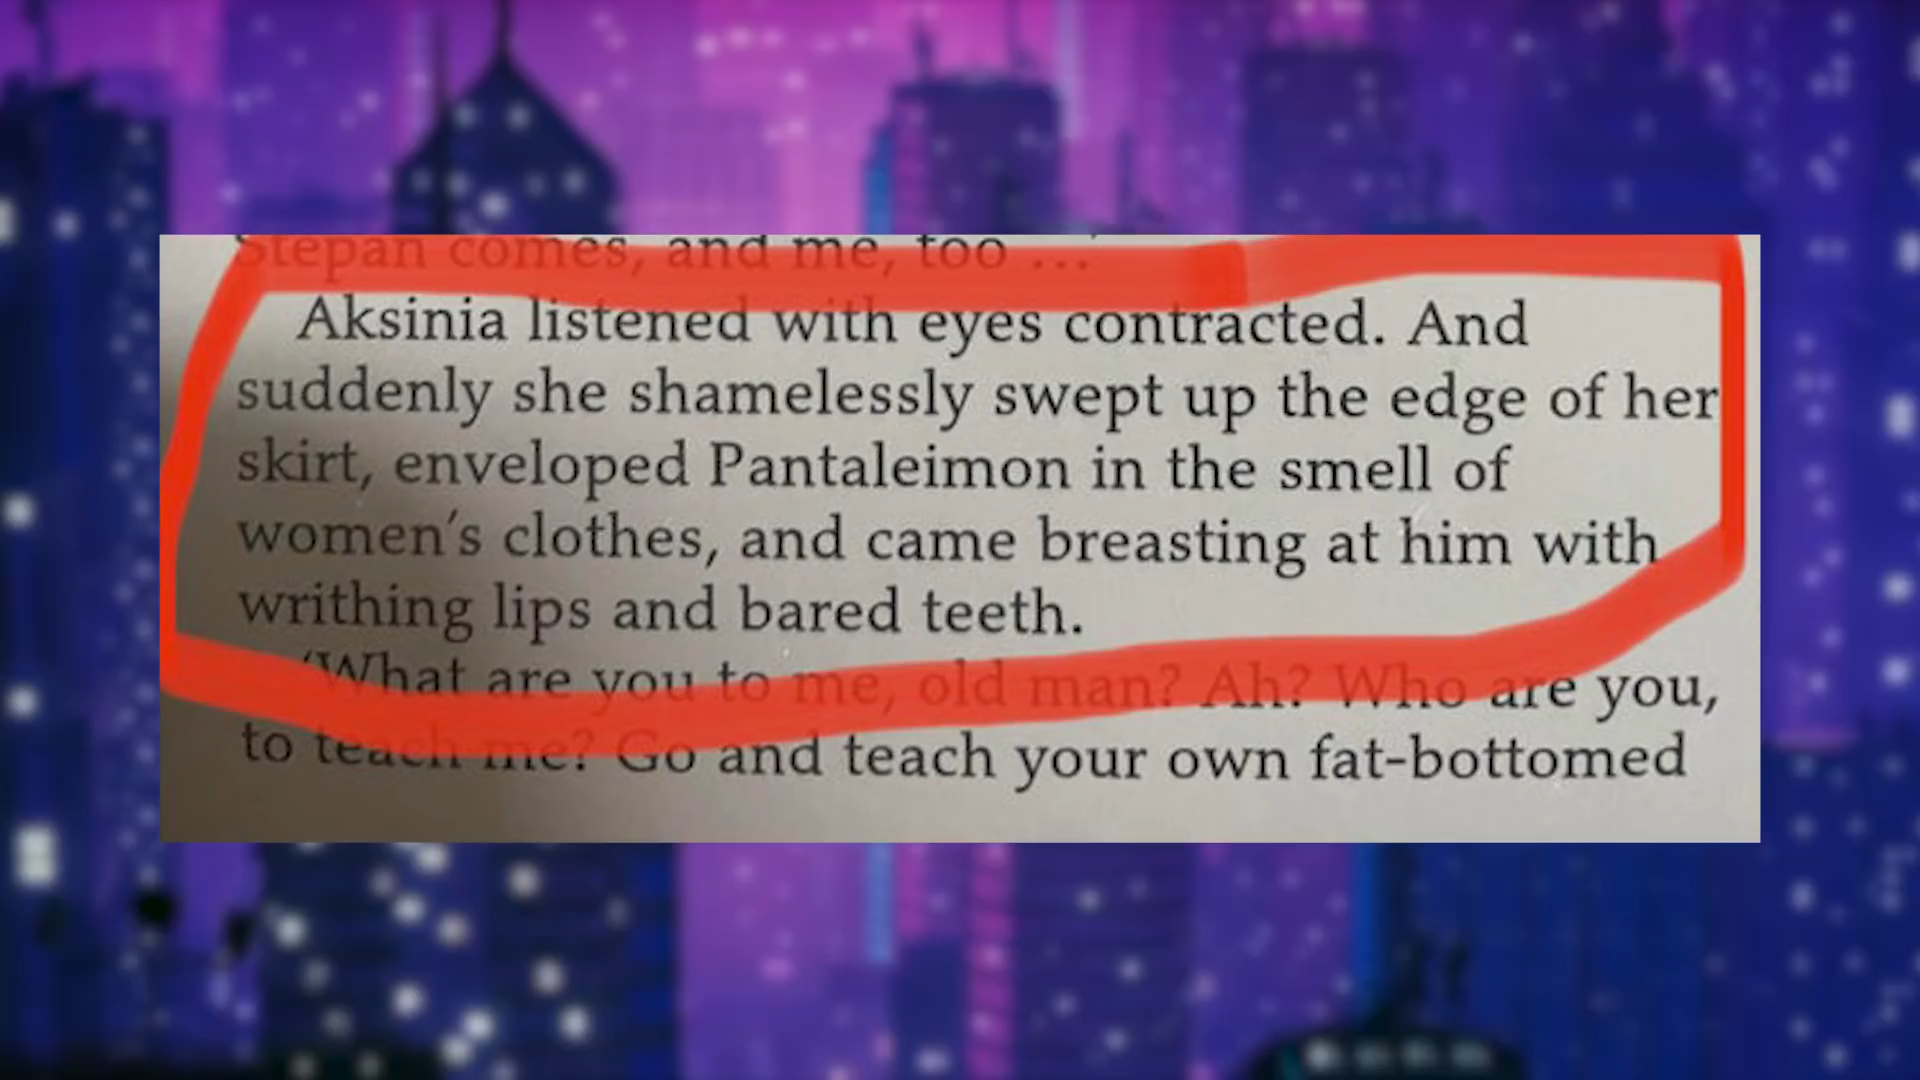 Stepan comes, and me, too ...'
Aksinia listened with eyes contracted. And
suddenly she shamelessly swept up the edge of her
skirt, enveloped Pantaleimon in the smell of
women's clothes, and came breasting at him with
writhing lips and bared teeth.
'What are you to me, old man? Ah? Who are you,
to teach me? Go and teach your own fat-bottomed